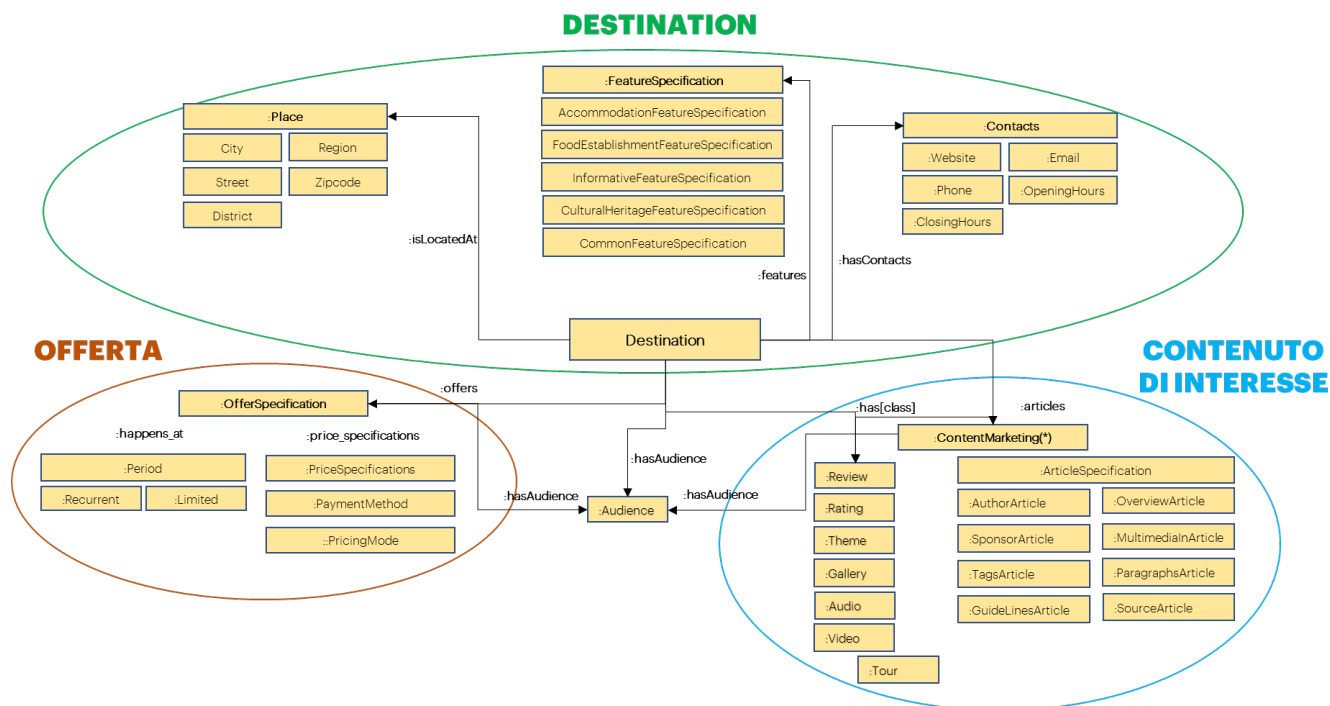 DESTINATION
:FeatureSpecification
AccommodationFeatureSpecification
FoodEstablishmentFeatureSpecification
InformativeFeatureSpecification
CulturalHeritageFeatureSpecification
CommonFeatureSpecification
:Place
City
Region
Street
Zipcode
District
:Contacts
:Website
:Email
:Phone
:OpeningHours
:ClosingHours
:isLocatedAt
:features
:hasContacts
Destination
OFFERTA
:offers
:OfferSpecification
:happens_at
:price_specifications
:Period
:Recurrent
:Limited
:PriceSpecifications
:PaymentMethod
::PricingMode
:hasAudience
:hasAudience
:hasAudience
:Audience
CONTENUTO
DI INTERESSE
:has[class]
:articles
:ContentMarketing(*)
:Review
:Rating
:Theme
:Gallery
:Audio
:Video
:Tour
:ArticleSpecification
:AuthorArticle
:OverviewArticle
:SponsorArticle
:MultimediaInArticle
:TagsArticle
:ParagraphsArticle
:GuideLinesArticle
:SourceArticle